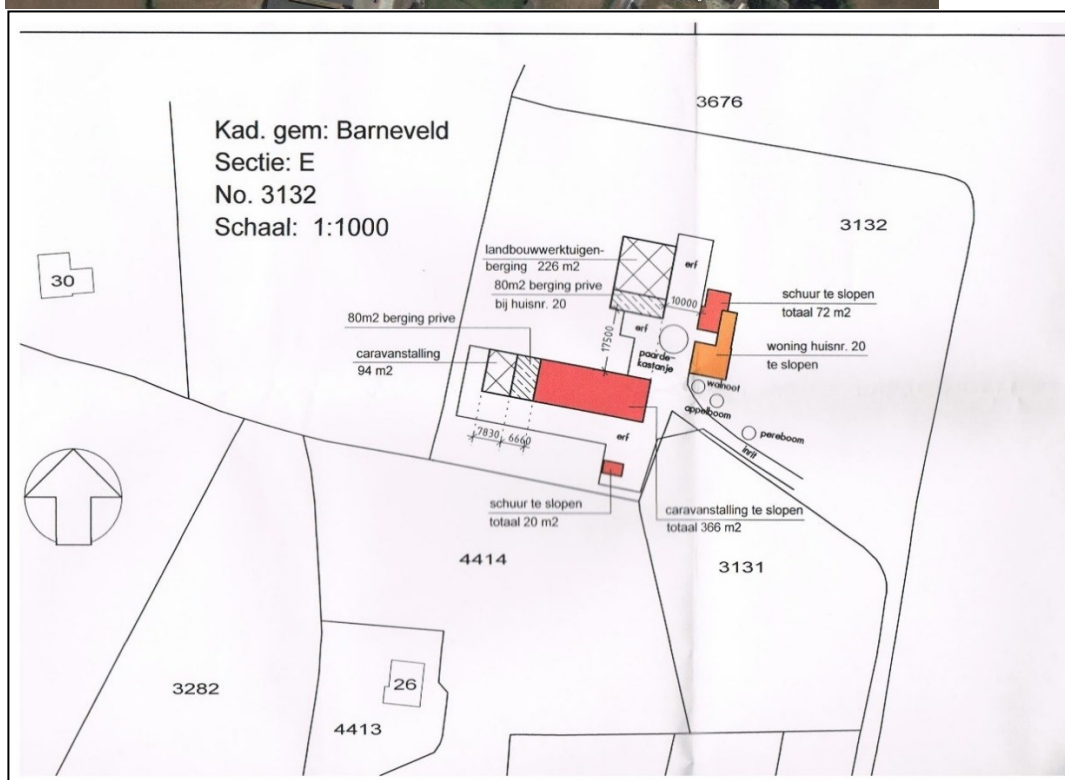 Kad. gem: Barneveld
Sectie: E
No. 3132
Schaal: 1:1000
3676
3132
30
landbouwwerktuigen-
berging 226 m2
80m2 berging prive
bij huisnr. 20
80m2 berging prive
caravanstalling
94 m2
erf
10000
schuur te slopen
totaal 72 m2
erf
17500
paarde-
kastanje
woning huisnr. 20
te slopen
walnoot
appelboom
pereboom
inrit
erf
7830
6660
schuur te slopen
totaal 20 m2
caravanstalling te slopen
totaal 366 m2
4414
3131
3282
26
4413